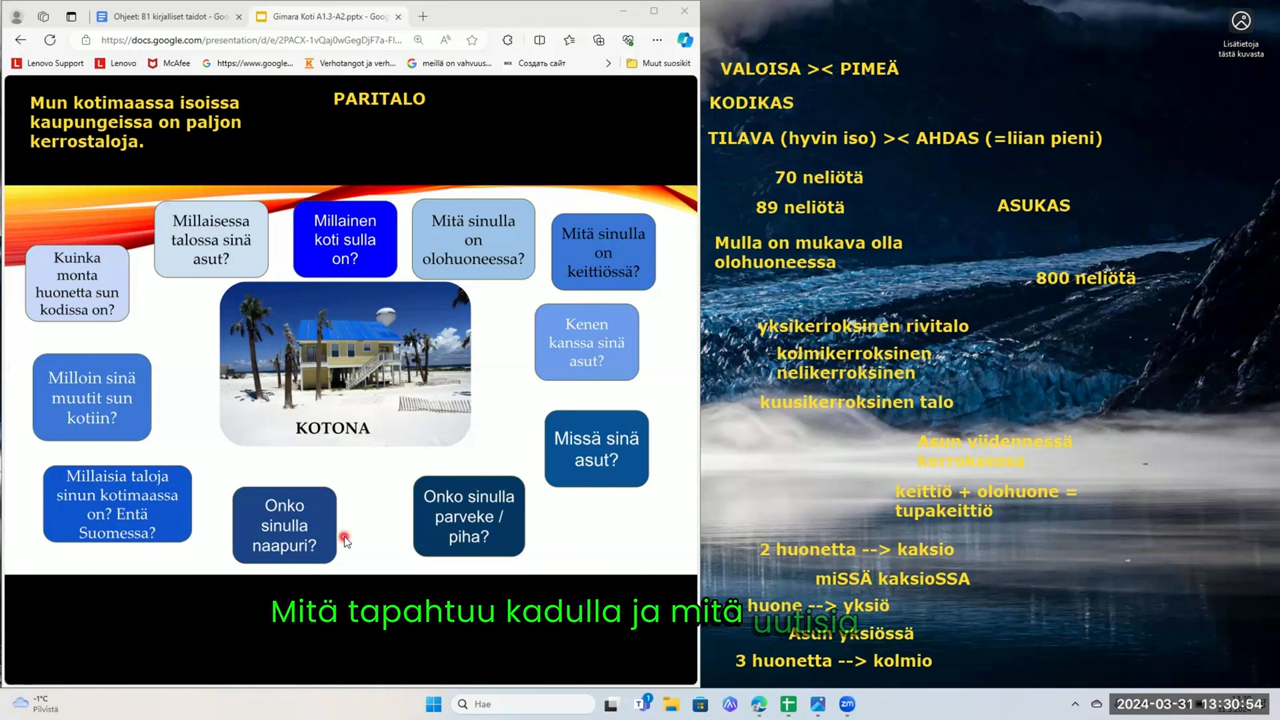 Ohjeet: B1 kirjalliset taidot - Goo
Gimara Koti A1.3-A2.pptx - Goog
https://docs.google.com/presentation/d/e/2PACX-1vQaj0wGegDjF7a-Fl...
Lenovo Support
Lenovo
McAfee
https://www.google...
Verhotangot ja verh...
meillä on vahvuus...
Создать сайт
Muut suosikit
Mun kotimaassa isoissa
kaupungeissa on paljon
kerrostaloja.
PARITALO
Millaisessa
talossa sinä
asut?
Millainen
koti sulla
on?
Mitä sinulla
on
olohuoneessa?
Mitä sinulla
on
keittiössä?
Kuinka
monta
huonetta sun
kodissa on?
Kenen
kanssa sinä
asut?
Milloin sinä
muutit sun
kotiin?
KOTONA
Missä sinä
asut?
Millaisia taloja
sinun kotimaassa
on? Entä
Suomessa?
Onko
sinulla
naapuri?
Onko sinulla
parveke /
piha?
Lisätietoja
tästä kuvasta
VALOISA >< PIMEÄ
KODIKAS
TILAVA (hyvin iso) >< AHDAS (=liian pieni)
70 neliötä
89 neliötä
ASUKAS
Mulla on mukava olla
olohuoneessa
800 neliötä
yksikerroksinen rivitalo
kolmikerroksinen
nelikerroksinen
kuusikerroksinen talo
Asun viidennessä
kerroksessa
keittiö + olohuone =
tupakeittiö
2 huonetta --> kaksio
miSSÄ kaksioSSA
huone --> yksiö
Asun yksiössä
3 huonetta --> kolmio
Mitä tapahtuu kadulla ja mitä uutisia
-1°C
Pilvistä
Hae
2024-03-31 13:30:54